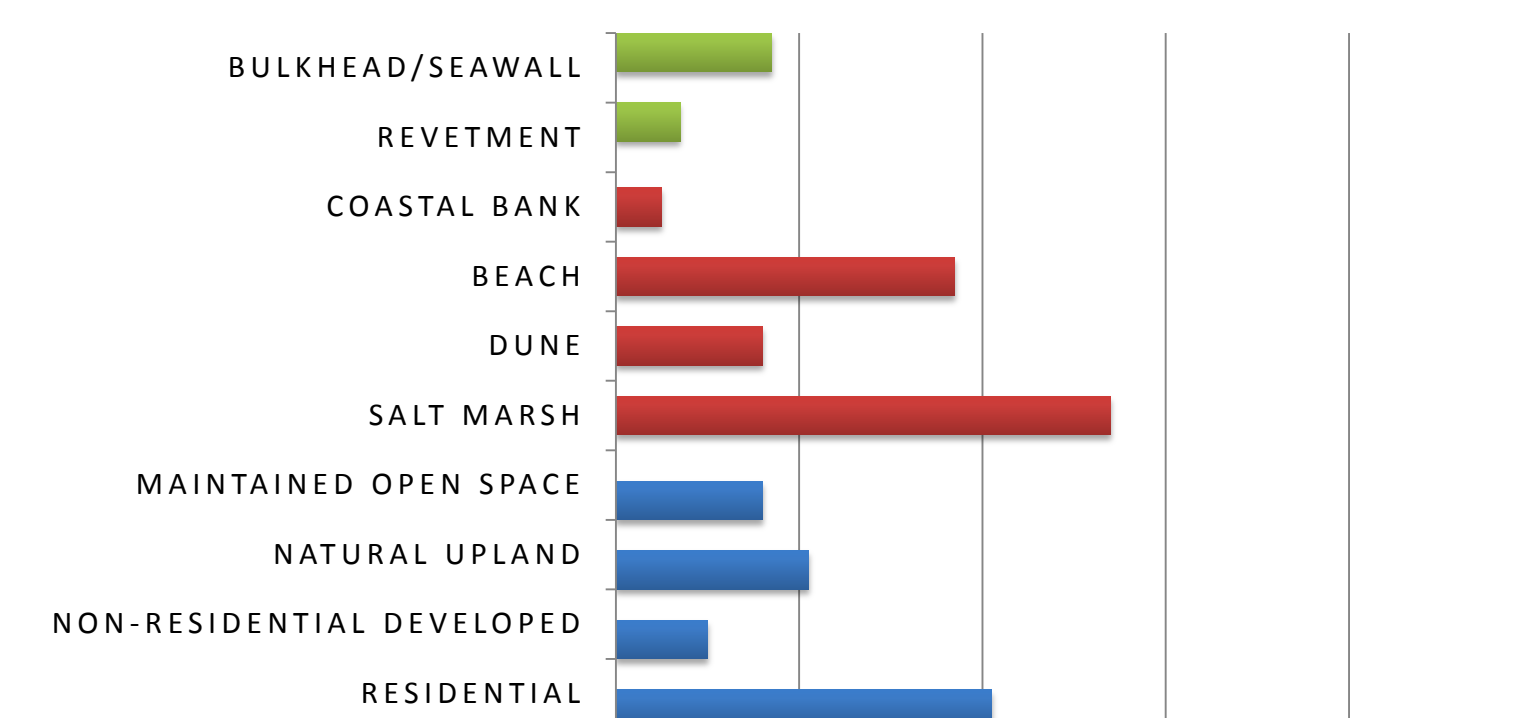 BULKHEAD/SEAWALL
REVETMENT
COASTAL BANK
BEACH
DUNE
SALT MARSH
MAINTAINED OPEN SPACE
NATURAL UPLAND
NON-RESIDENTIAL DEVELOPED
RESIDENTIAL